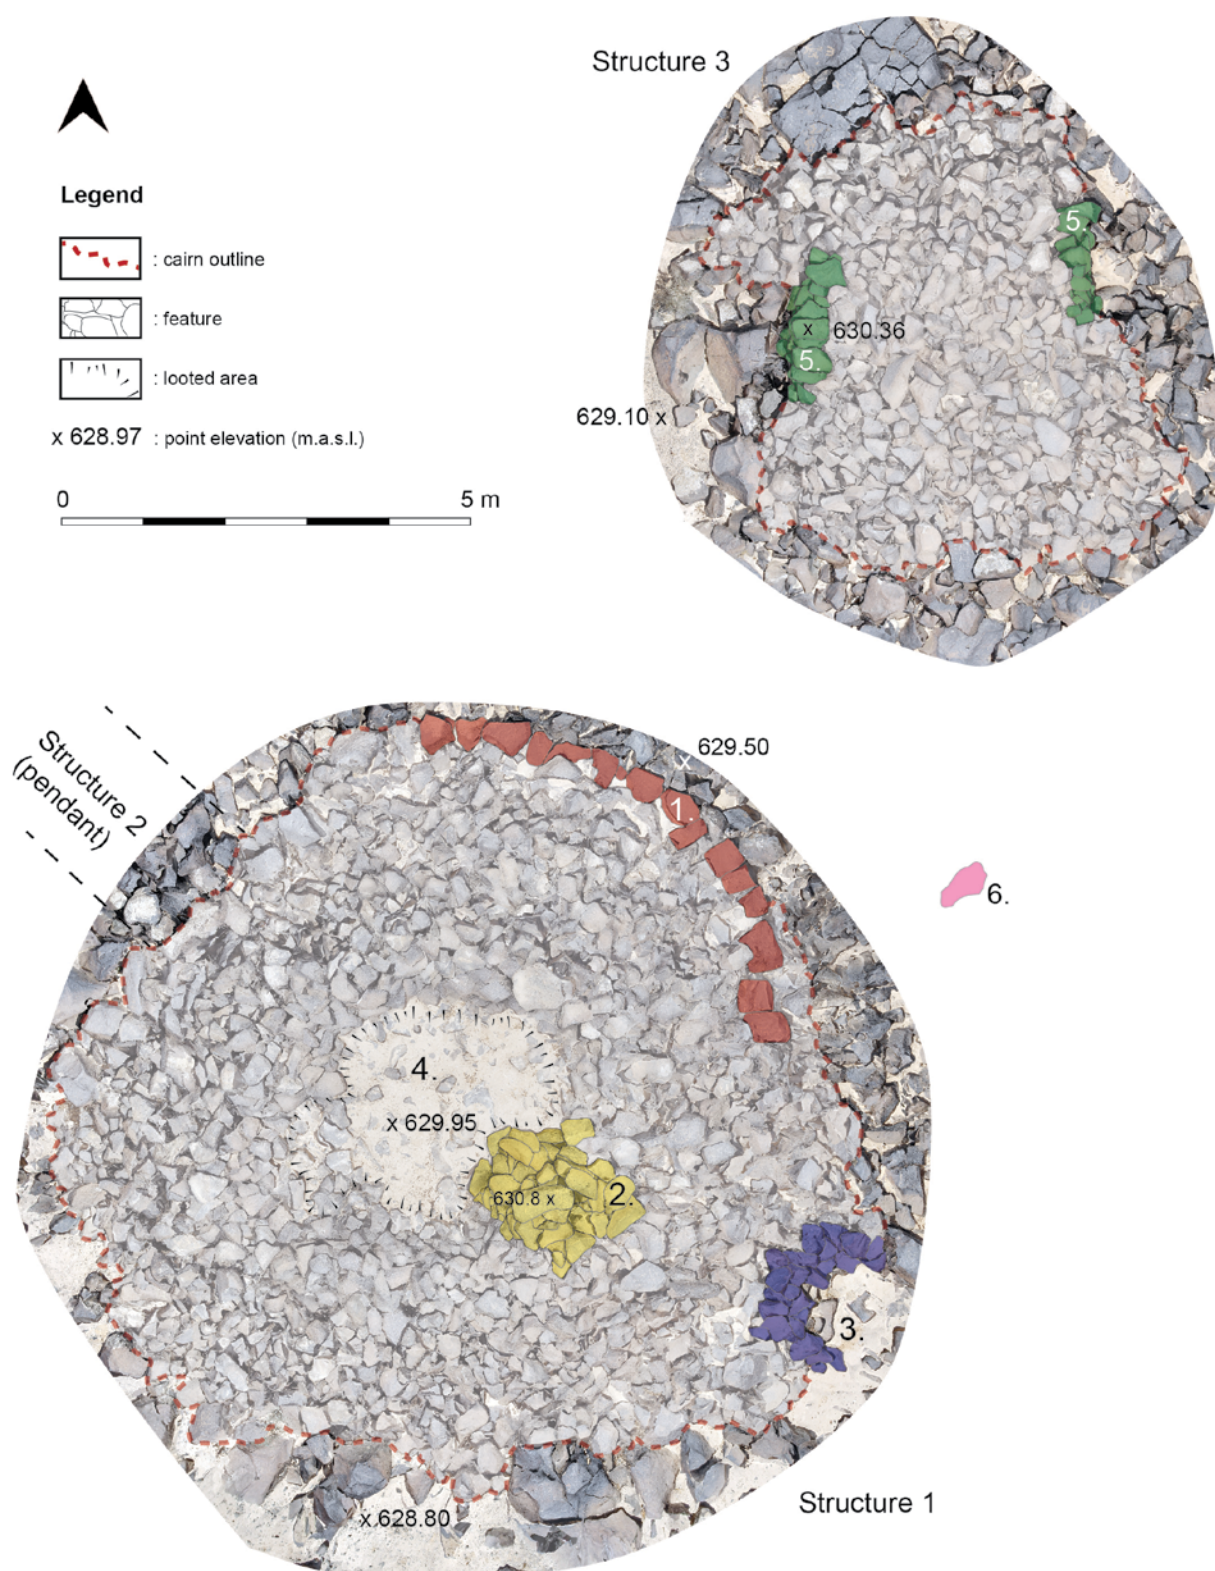 Structure 3
Legend
: cairn outline
: feature
: looted area
x 628.97 : point elevation (m.a.s.l.)
0 5 m
5.
x 630.36
5.
629.10 x
Structure 2
(pendant)
629.50
x
1.
6.
4.
x 629.95
630.8 x 2.
3.
Structure 1
x 628.80